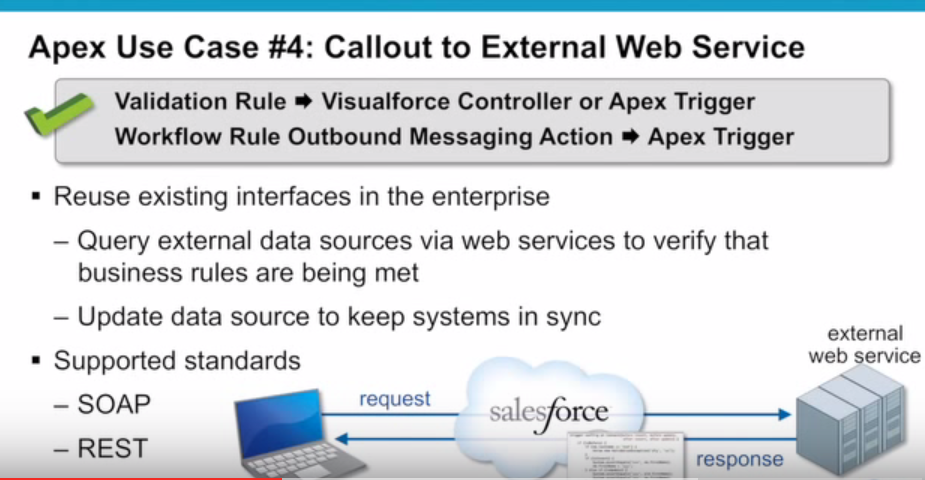 Apex Use Case #4: Callout to External Web Service
Validation Rule ➡ Visualforce Controller or Apex Trigger
Workflow Rule Outbound Messaging Action ➡ Apex Trigger
▪ Reuse existing interfaces in the enterprise
– Query external data sources via web services to verify that
business rules are being met
– Update data source to keep systems in sync
▪ Supported standards
– SOAP
– REST
request
salesforce
external
web service
response